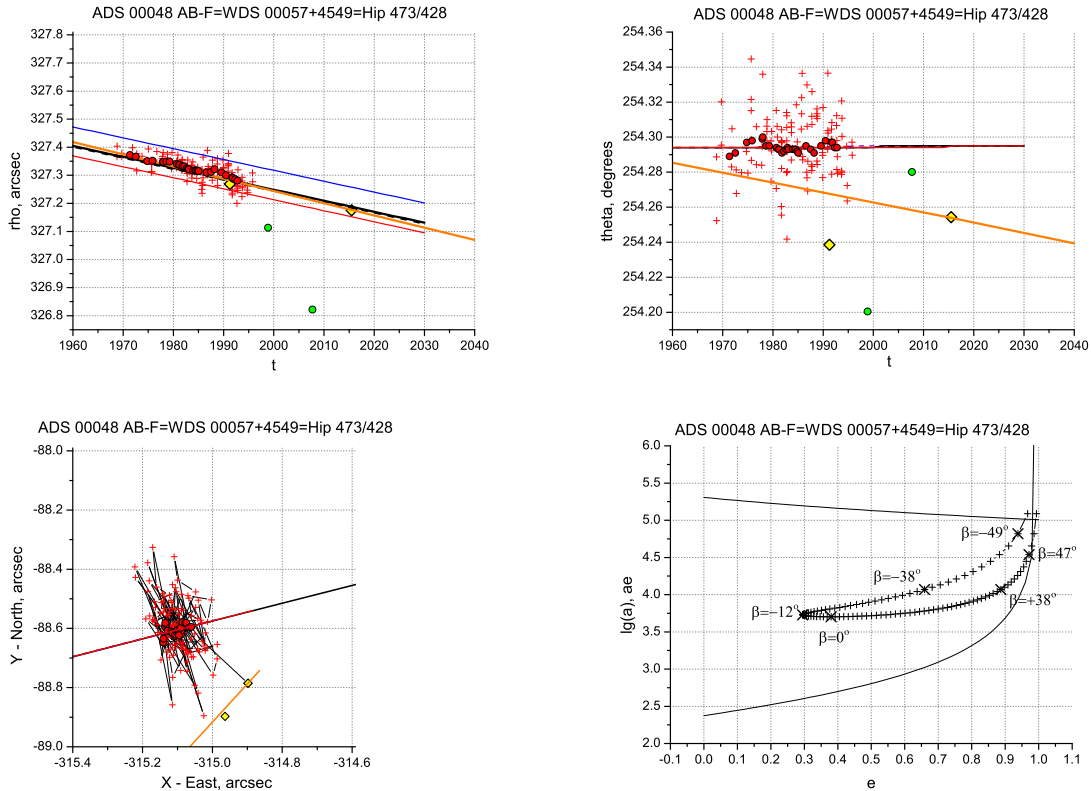 ADS 00048 AB-F=WDS 00057+4549=Hip 473/428
327.8
327.7
327.6
327.5
327.4
327.3
327.2
327.1
327.0
326.9
326.8
rho, arcsec
1960 1970 1980 1990 2000 2010 2020 2030 2040
t
ADS 00048 AB-F=WDS 00057+4549=Hip 473/428
254.36
254.34
254.32
254.30
254.28
254.26
254.24
254.22
254.20
theta, degrees
1960 1970 1980 1990 2000 2010 2020 2030 2040
t
ADS 00048 AB-F=WDS 00057+4549=Hip 473/428
-88.0
-88.2
-88.4
-88.6
-88.8
-89.0
Y - North, arcsec
-315.4 -315.2 -315.0 -314.8 -314.6
X - East, arcsec
ADS 00048 AB-F=WDS 00057+4549=Hip 473/428
6.0
5.5
5.0
4.5
4.0
3.5
3.0
2.5
2.0
lg(a), ae
β=−49°
β=47°
β=−38°
β=+38°
β=−12°
β=0°
-0.1 0.0 0.1 0.2 0.3 0.4 0.5 0.6 0.7 0.8 0.9 1.0 1.1
e